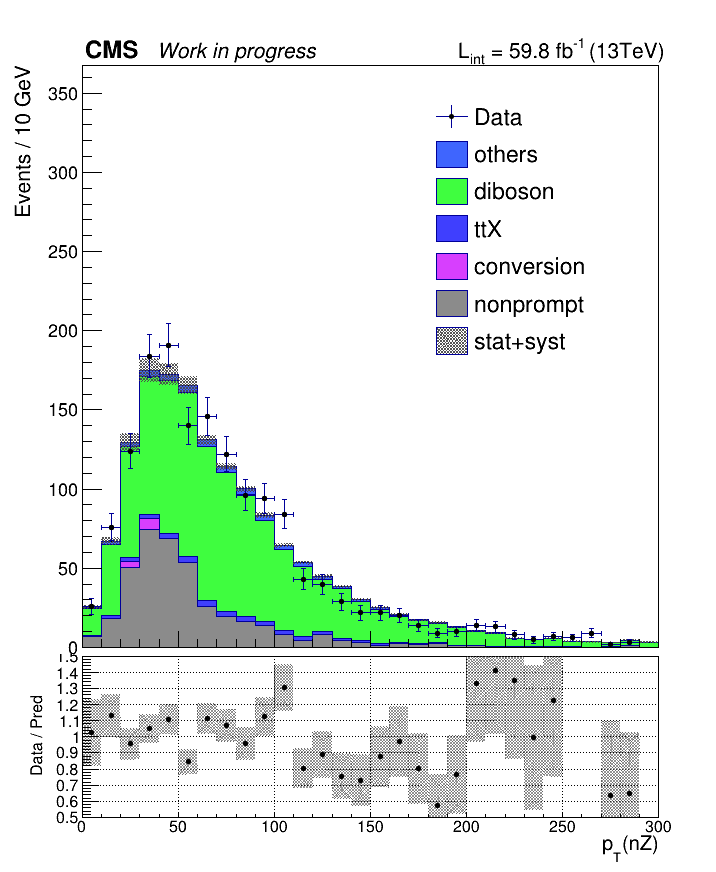 CMS Work in progress L_int = 59.8 fb^-1 (13TeV)
Events / 10 GeV
350
300
250
200
150
100
50
0
Data
others
diboson
ttX
conversion
nonprompt
stat+syst
Data / Pred
1.5
1.4
1.3
1.2
1.1
1
0.9
0.8
0.7
0.6
0.5
0 50 100 150 200 250 300
p_T(nZ)